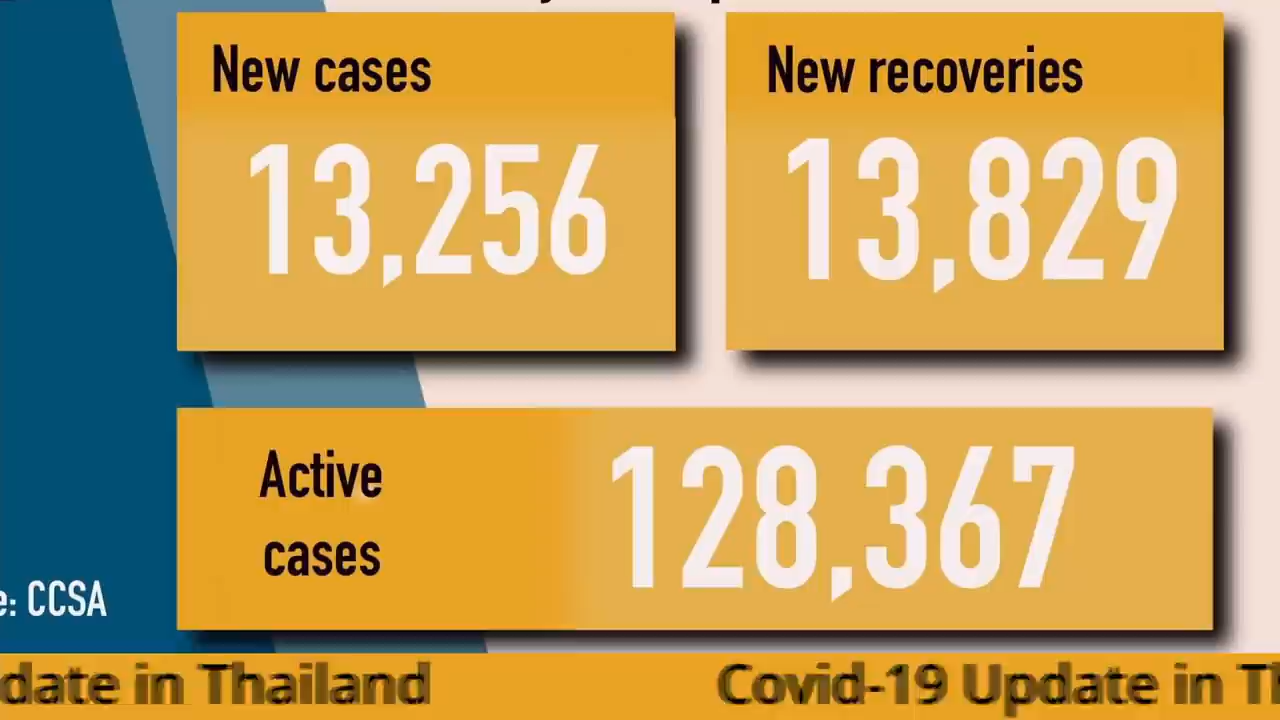 New cases
13,256
New recoveries
13,829
Active
cases
128,367
e: CCSA
date in Thailand
Covid-19 Update in Th